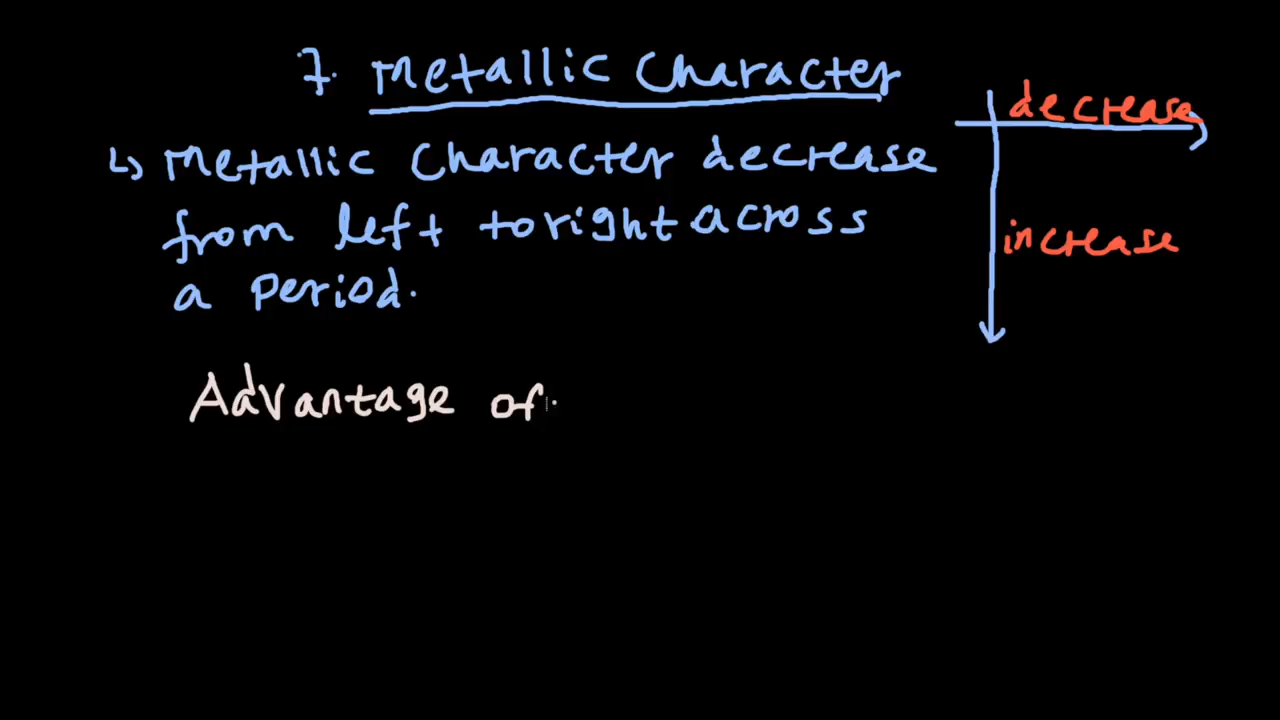 7. Metallic Character
decrease
↳ Metallic Character decrease
from left to right across
increase
a period.
Advantage of